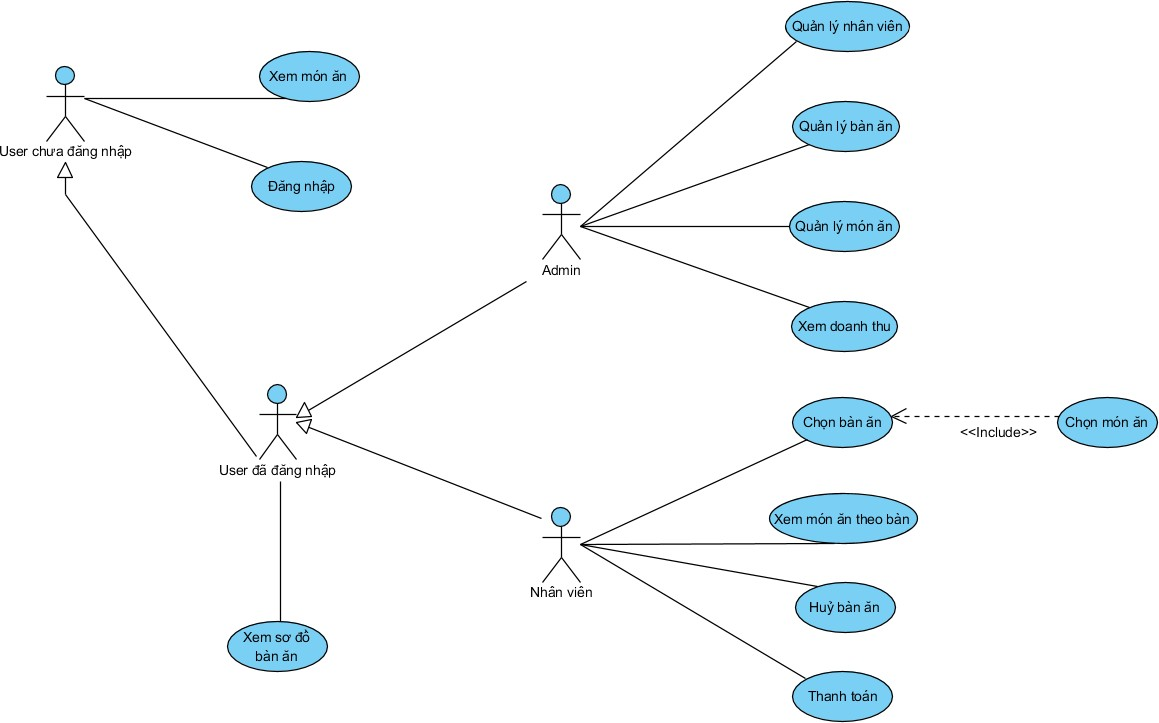 Quản lý nhân viên
Xem món ăn
Quản lý bàn ăn
User chưa đăng nhập
Đăng nhập
Quản lý món ăn
Admin
Xem doanh thu
Chọn bàn ăn
Chọn món ăn
<<Include>>
User đã đăng nhập
Xem món ăn theo bàn
Nhân viên
Huỷ bàn ăn
Xem sơ đồ
bàn ăn
Thanh toán